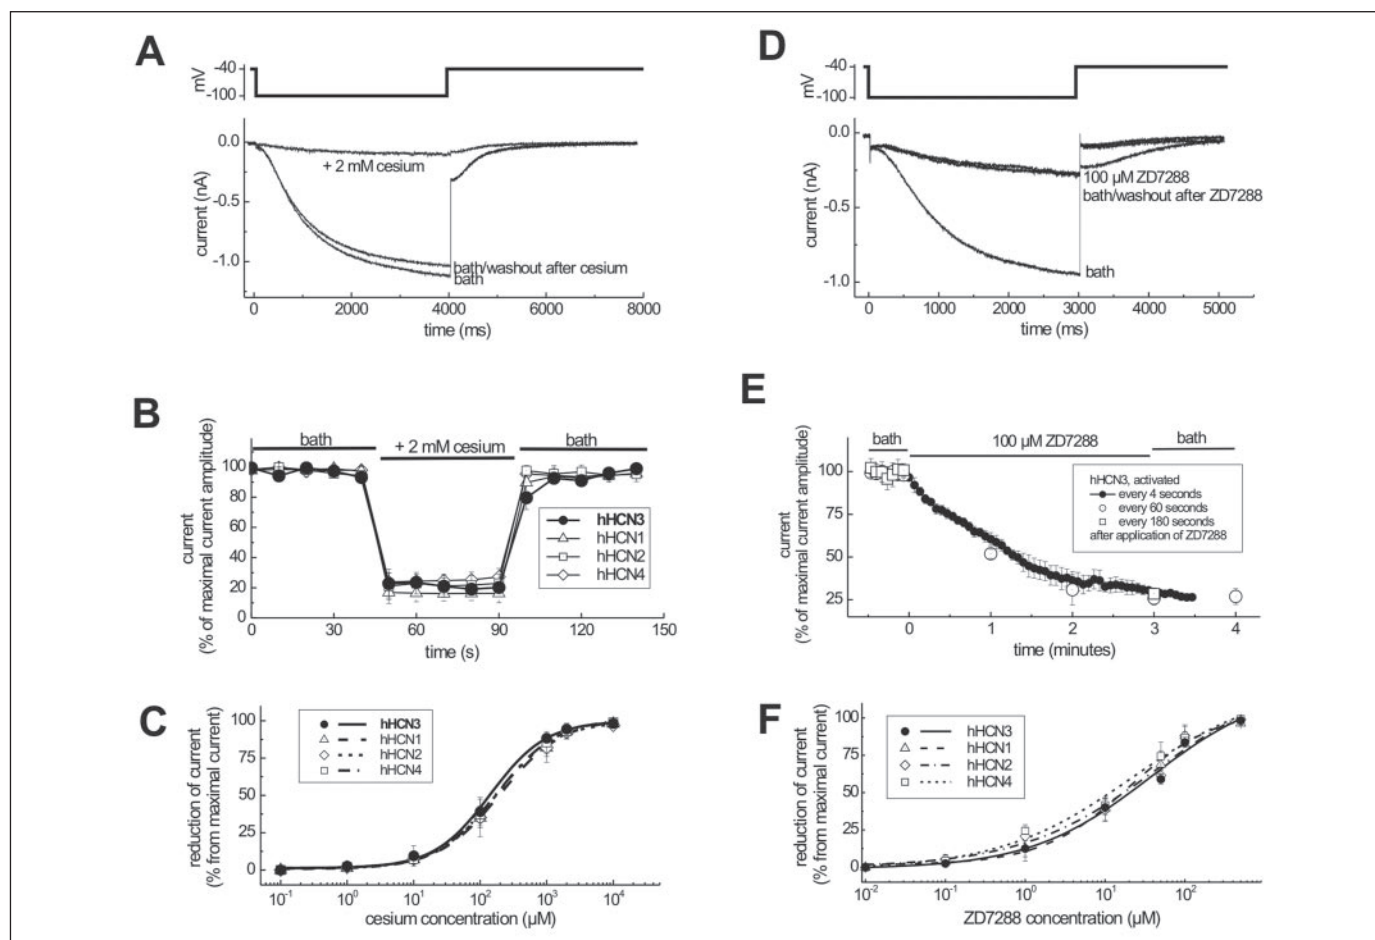 A
-40
-100
mV
0.0
-0.5
-1.0
current (nA)
+ 2 mM cesium
bath/washout after cesium
bath
0 2000 4000 6000 8000
time (ms)
D
-40
-100
mV
0.0
-0.5
-1.0
current (nA)
100 µM ZD7288
bath/washout after ZD7288
bath
0 1000 2000 3000 4000 5000
time (ms)
B
bath + 2 mM cesium bath
100
80
60
40
20
0
current
(% of maximal current amplitude)
hHCN3
hHCN1
hHCN2
hHCN4
0 30 60 90 120 150
time (s)
E
bath 100 µM ZD7288 bath
100
75
50
25
current
(% of maximal current amplitude)
hHCN3, activated
every 4 seconds
every 60 seconds
every 180 seconds
after application of ZD7288
0 1 2 3 4
time (minutes)
C
100
75
50
25
0
reduction of current
(% from maximal current)
hHCN3
hHCN1
hHCN2
hHCN4
10⁻¹ 10⁰ 10¹ 10² 10³ 10⁴
cesium concentration (µM)
F
100
75
50
25
0
reduction of current
(% from maximal current)
hHCN3
hHCN1
hHCN2
hHCN4
10⁻² 10⁻¹ 10⁰ 10¹ 10²
ZD7288 concentration (µM)